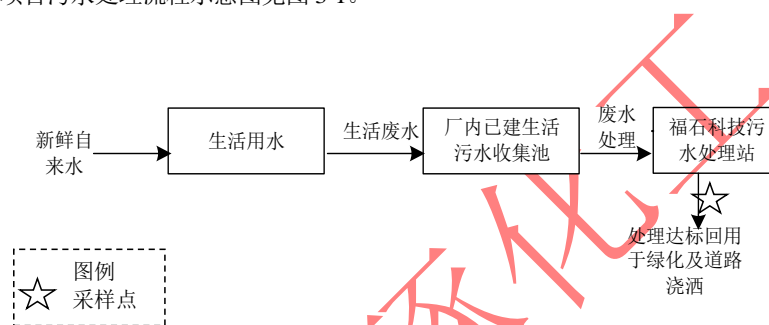 新鲜自
来水
生活用水
生活废水
厂内已建生活
污水收集池
废水
处理
福石科技污
水处理站
处理达标回用
于绿化及道路
浇洒
图例
采样点